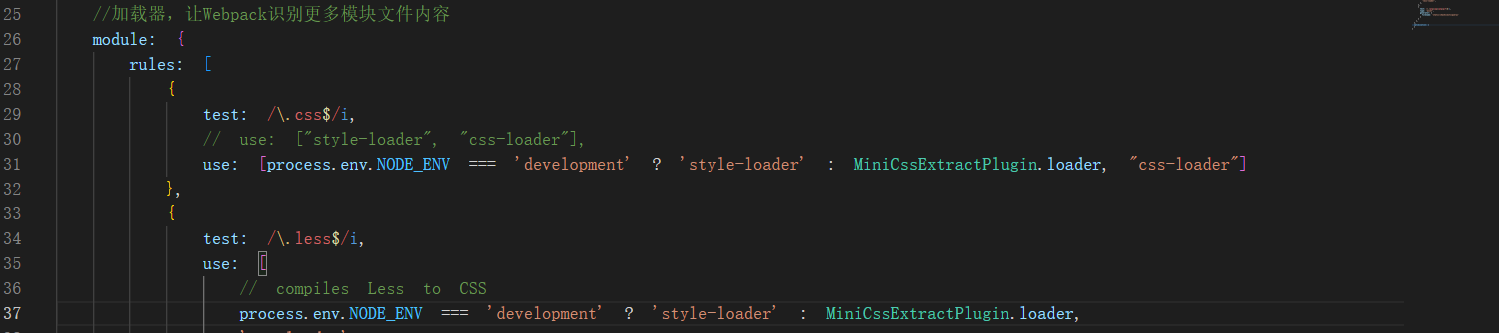 25 //加载器，让Webpack识别更多模块文件内容
26 module: {
27 rules: [
28 {
29 test: /\.css$/i,
30 // use: ["style-loader", "css-loader"],
31 use: [process.env.NODE_ENV === 'development' ? 'style-loader' : MiniCssExtractPlugin.loader, "css-loader"]
32 },
33 {
34 test: /\.less$/i,
35 use: [
36 // compiles Less to CSS
37 process.env.NODE_ENV === 'development' ? 'style-loader' : MiniCssExtractPlugin.loader,